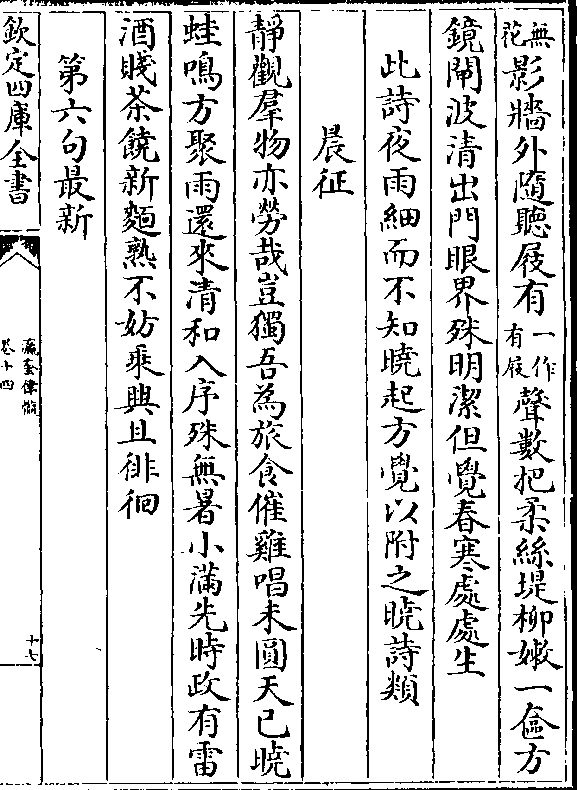 無花影牆外隨聽屐有一作有屐聲數把柔絲堤柳嫩一奩方
鏡閘波清出門眼界殊明潔但覺春寒處處生
此詩夜雨細而不知曉起方覺以附之曉詩類
晨征
靜觀羣物亦勞哉豈獨吾為旅食催雞唱未圓天已曉
蛙鳴方聚雨還來清和入序殊無暑小滿先時政有雷
酒賤茶饒新麵熟不妨乘興且徘徊
第六句最新
欽定四庫全書
瀛奎律髓
卷十四
十七